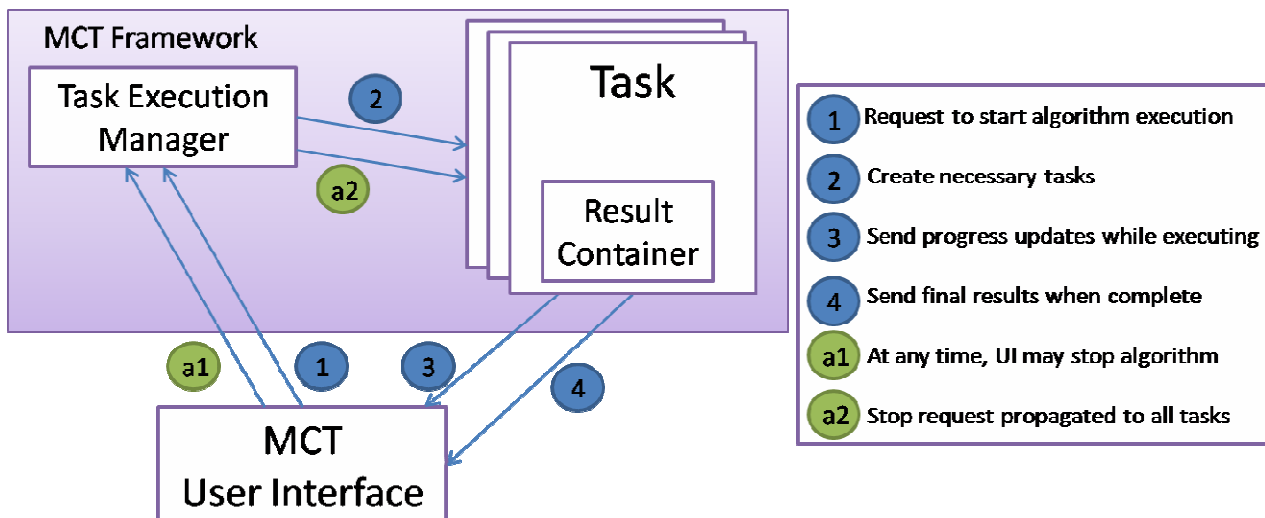 MCT Framework
Task Execution
Manager
2
a2
Task
Result
Container
a1
1
3
4
MCT
User Interface
1 Request to start algorithm execution
2 Create necessary tasks
3 Send progress updates while executing
4 Send final results when complete
a1 At any time, UI may stop algorithm
a2 Stop request propagated to all tasks